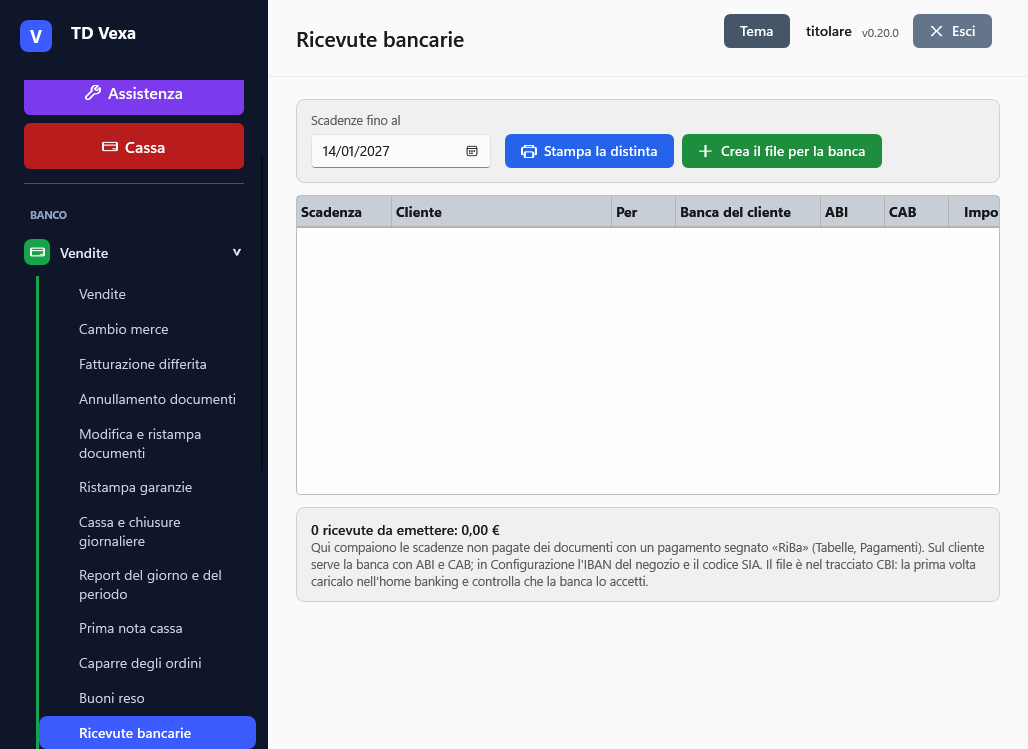 V
TD Vexa
Assistenza
Cassa
BANCO
Vendite
Vendite
Cambio merce
Fatturazione differita
Annullamento documenti
Modifica e ristampa
documenti
Ristampa garanzie
Cassa e chiusure
giornaliere
Report del giorno e del
periodo
Prima nota cassa
Caparre degli ordini
Buoni reso
Ricevute bancarie
Ricevute bancarie
Tema
titolare
v0.20.0
Esci
Scadenze fino al
14/01/2027
Stampa la distinta
Crea il file per la banca
Scadenza
Cliente
Per
Banca del cliente
ABI
CAB
Impo
0 ricevute da emettere: 0,00 €
Qui compaiono le scadenze non pagate dei documenti con un pagamento segnato «RiBa» (Tabelle, Pagamenti). Sul cliente
serve la banca con ABI e CAB; in Configurazione l'IBAN del negozio e il codice SIA. Il file è nel tracciato CBI: la prima volta
caricalo nell'home banking e controlla che la banca lo accetti.